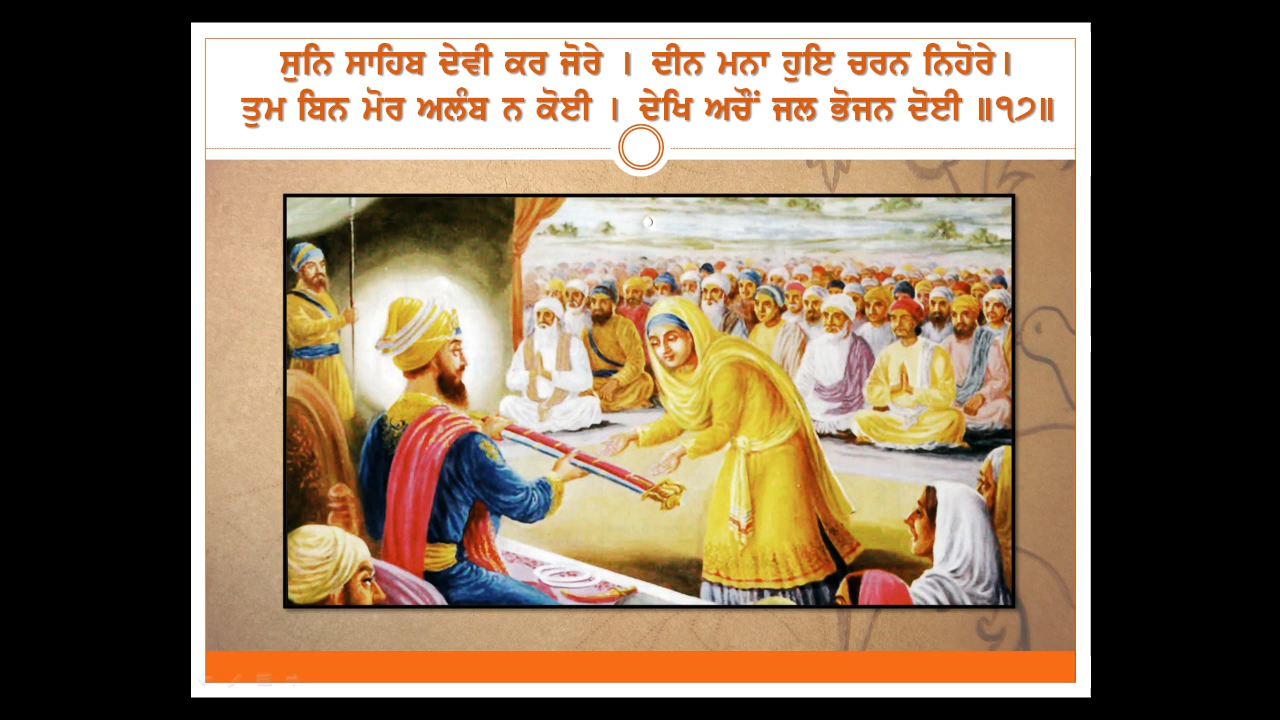 ਸੁਨਿ ਸਾਹਿਬ ਦੇਵੀ ਕਰ ਜੋਰੇ । ਦੀਨ ਮਨਾ ਹੁਇ ਚਰਨ ਨਿਹੋਰੇ।
ਤੁਮ ਬਿਨ ਮੋਰ ਅਲੰਬ ਨ ਕੋਈ । ਦੇਖਿ ਅਚੌਂ ਜਲ ਭੋਜਨ ਦੋਈ ॥੧੭॥